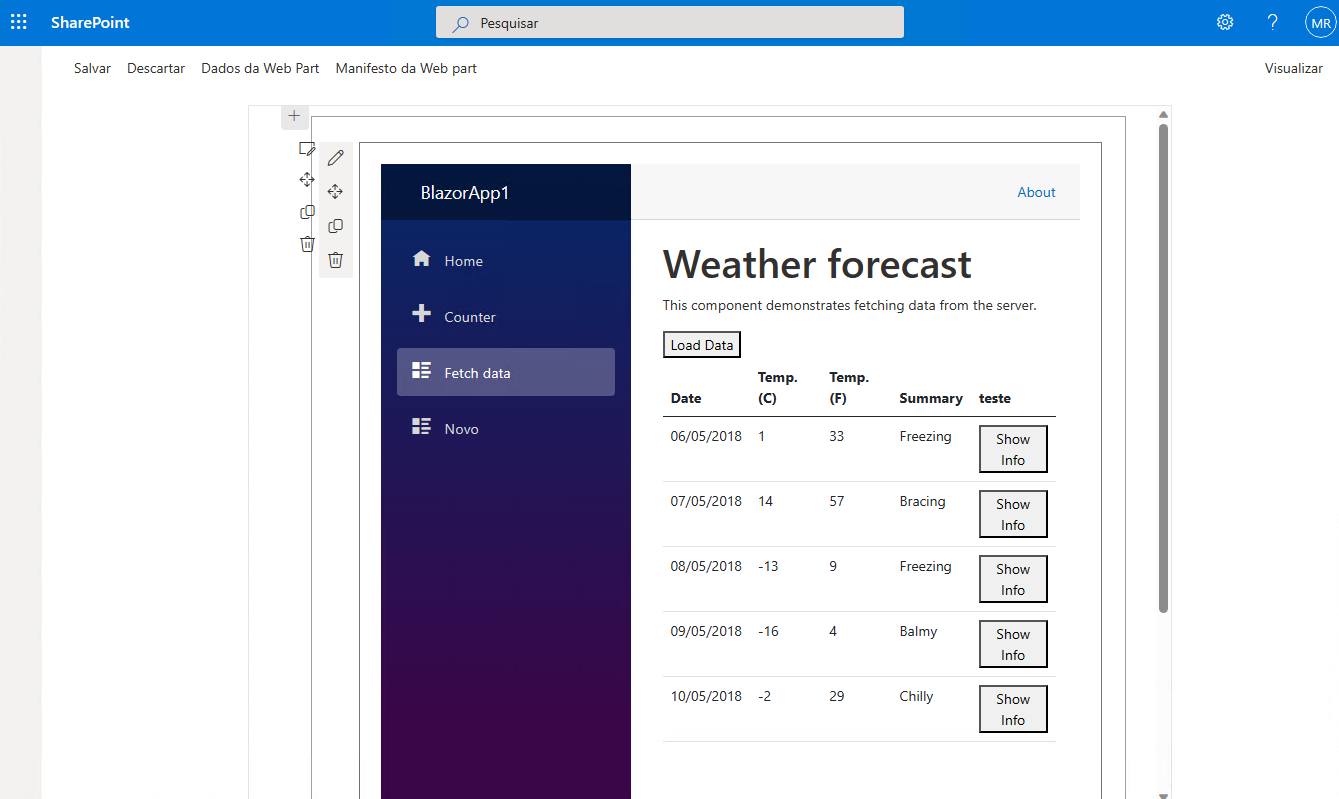 SharePoint
Pesquisar
MR
Salvar Descartar Dados da Web Part Manifesto da Web part Visualizar
BlazorApp1
About
Home
Counter
Fetch data
Novo
Weather forecast
This component demonstrates fetching data from the server.
Load Data
Date Temp. (C) Temp. (F) Summary teste
06/05/2018 1 33 Freezing Show Info
07/05/2018 14 57 Bracing Show Info
08/05/2018 -13 9 Freezing Show Info
09/05/2018 -16 4 Balmy Show Info
10/05/2018 -2 29 Chilly Show Info